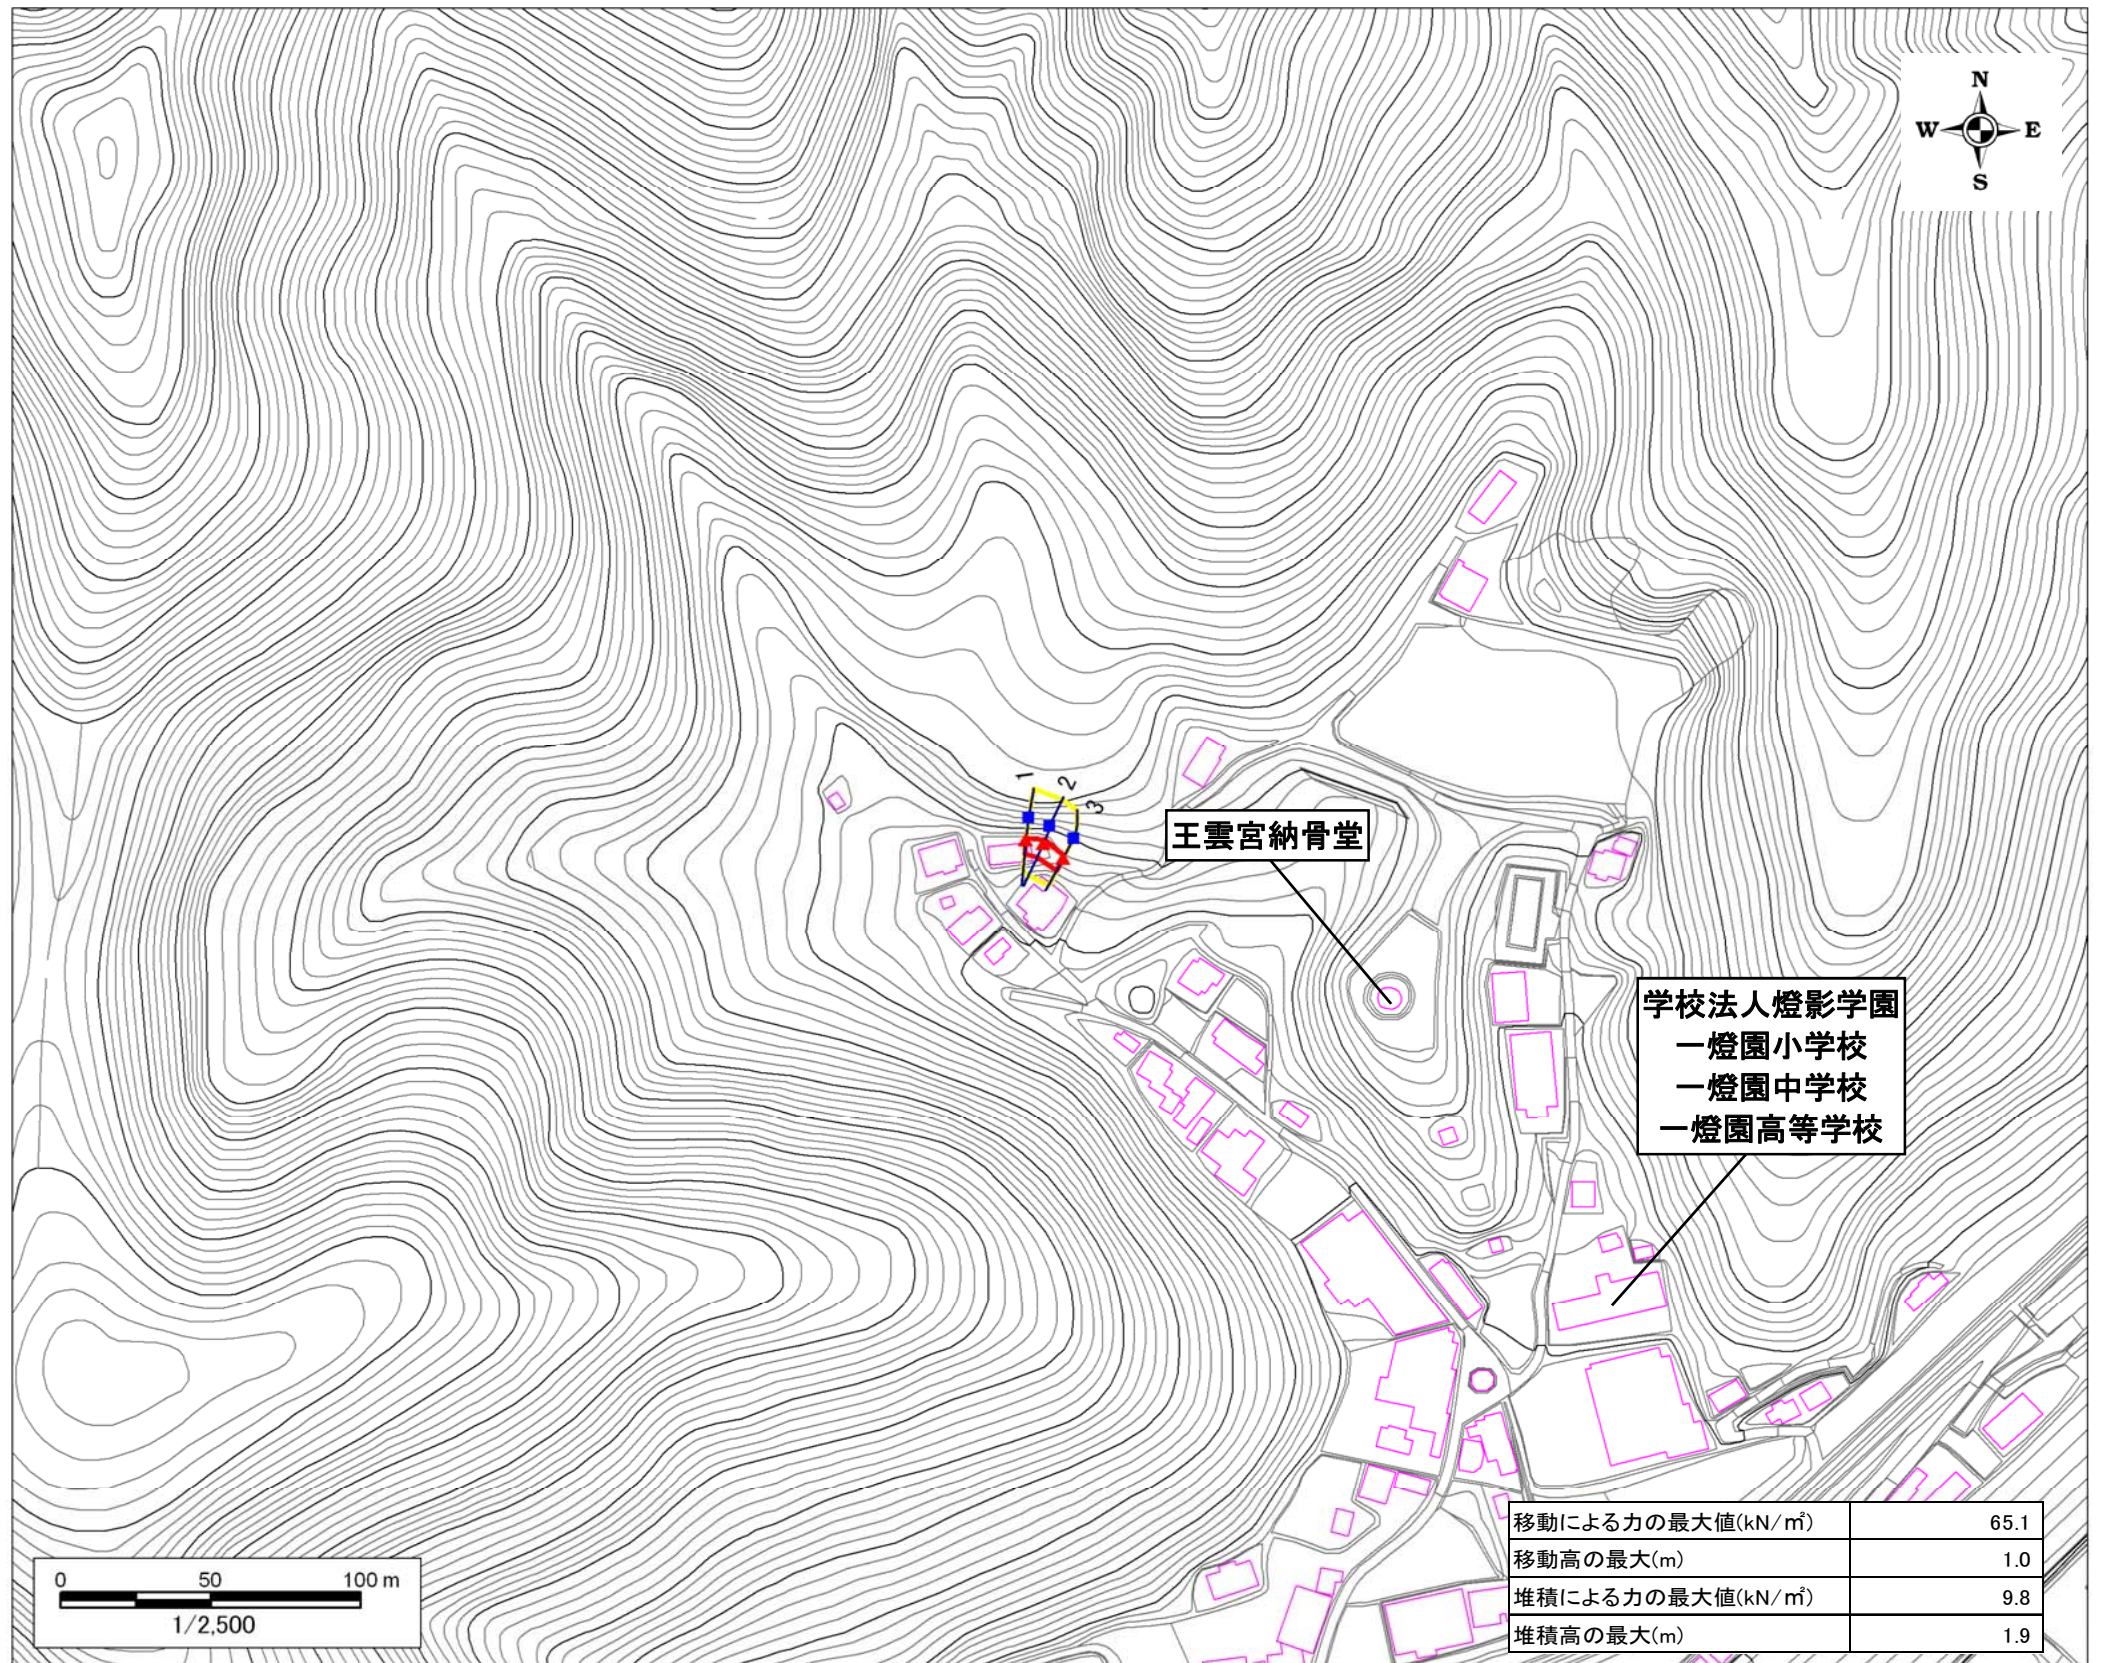 N
W E
S
1
2
3
王雲宮納骨堂
学校法人燈影学園
一燈園小学校
一燈園中学校
一燈園高等学校
移動による力の最大値(kN/㎡) 65.1
移動高の最大(m) 1.0
堆積による力の最大値(kN/㎡) 9.8
堆積高の最大(m) 1.9
0 50 100 m
1/2,500